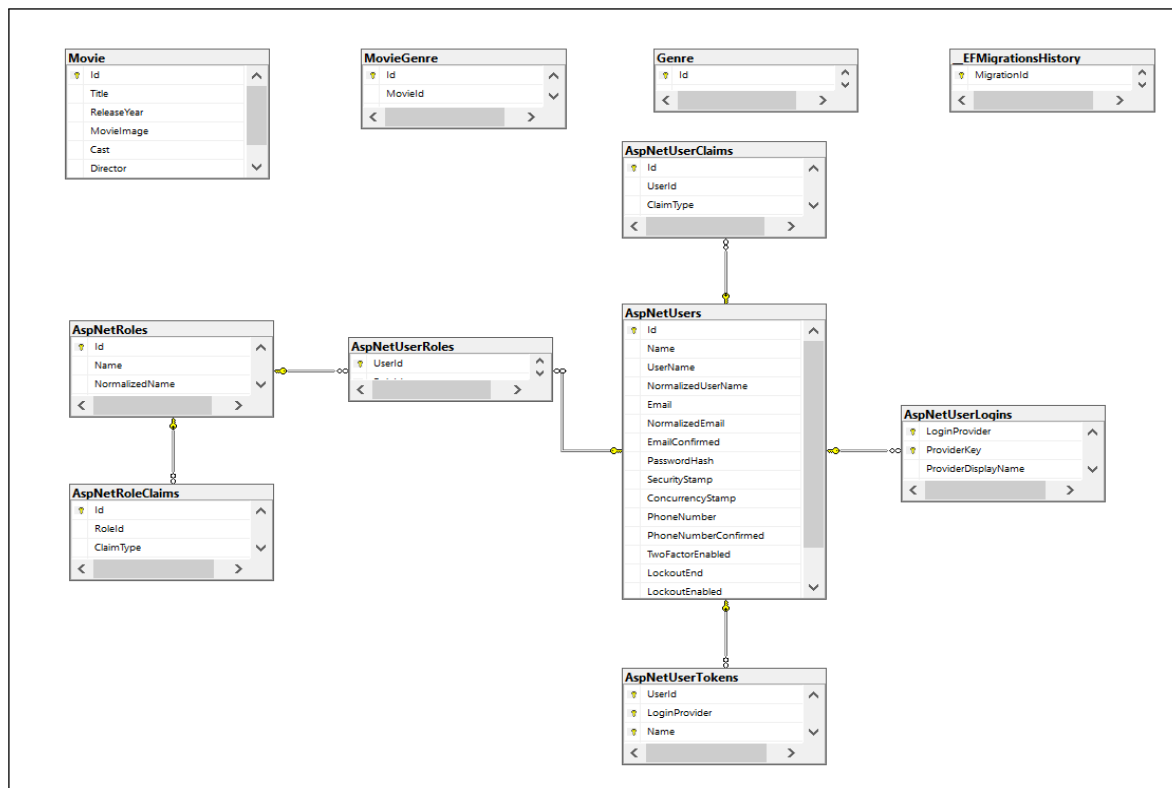 Movie
Id
Title
ReleaseYear
MovieImage
Cast
Director
MovieGenre
Id
MovieId
Genre
Id
__EFMigrationsHistory
MigrationId
AspNetUserClaims
Id
UserId
ClaimType
AspNetRoles
Id
Name
NormalizedName
AspNetUserRoles
UserId
AspNetUsers
Id
Name
UserName
NormalizedUserName
Email
NormalizedEmail
EmailConfirmed
PasswordHash
SecurityStamp
ConcurrencyStamp
PhoneNumber
PhoneNumberConfirmed
TwoFactorEnabled
LockoutEnd
LockoutEnabled
AspNetUserLogins
LoginProvider
ProviderKey
ProviderDisplayName
AspNetRoleClaims
Id
RoleId
ClaimType
AspNetUserTokens
UserId
LoginProvider
Name